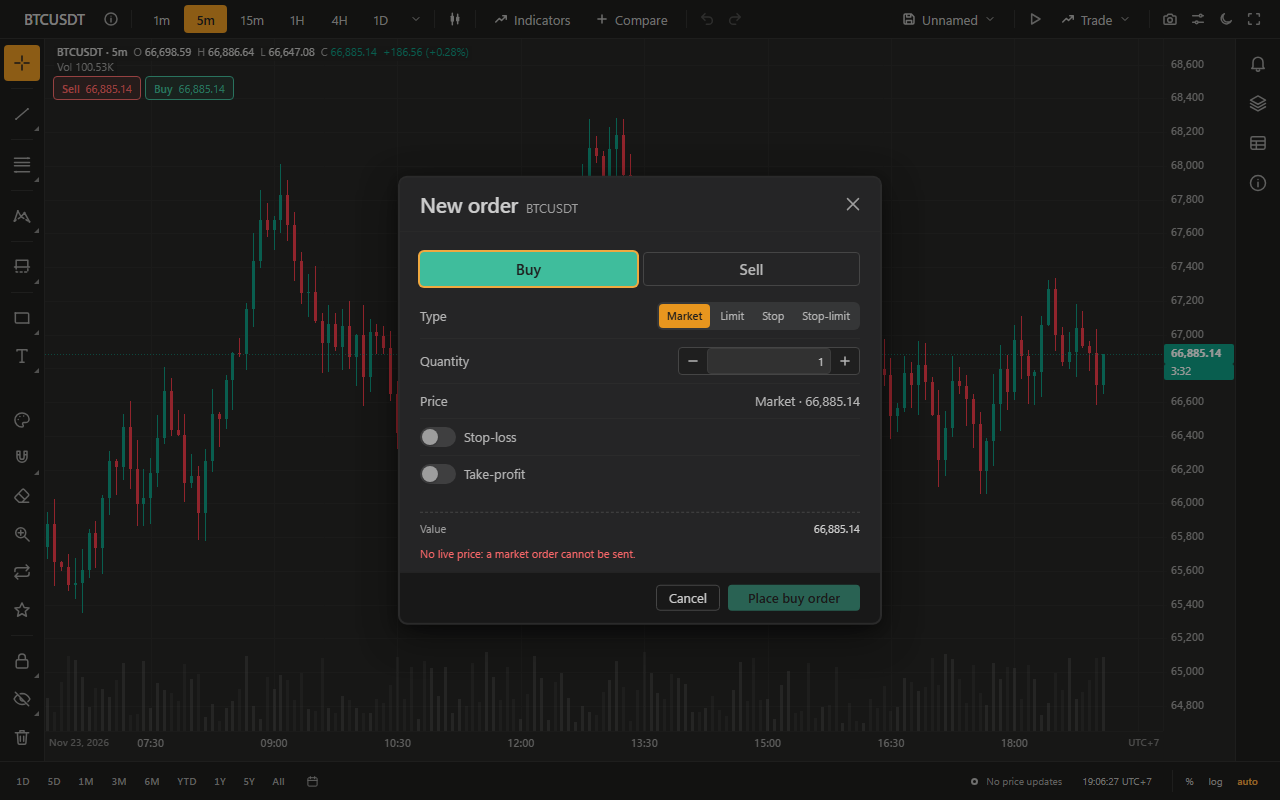 BTCUSDT 1m 5m 15m 1H 4H 1D Indicators Compare Unnamed Trade
BTCUSDT · 5m O 66,698.59 H 66,886.64 L 66,647.08 C 66,885.14 +186.56 (+0.28%)
Vol 100.53K
Sell 66,885.14 Buy 66,885.14
68,600
68,400
68,200
68,000
67,800
67,600
67,400
67,200
67,000
66,885.14
3:32
66,600
66,400
66,200
66,000
65,800
65,600
65,400
65,200
65,000
64,800
New order BTCUSDT
Buy Sell
Type Market Limit Stop Stop-limit
Quantity 1
Price Market · 66,885.14
Stop-loss
Take-profit
Value 66,885.14
No live price: a market order cannot be sent.
Cancel Place buy order
Nov 23, 2026 07:30 09:00 10:30 12:00 13:30 15:00 16:30 18:00 UTC+7
1D 5D 1M 3M 6M YTD 1Y 5Y All No price updates 19:06:27 UTC+7 % log auto